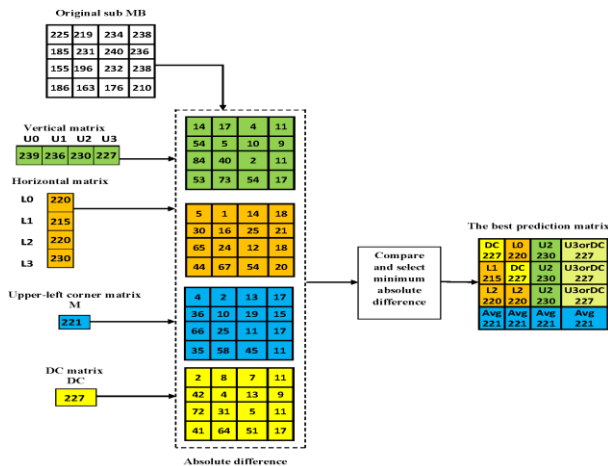 Original sub MB
225 219 234 238
185 231 240 236
155 196 232 238
186 163 176 210
Vertical matrix
U0 U1 U2 U3
239 236 230 227
14 17 4 11
54 5 10 9
84 40 2 11
53 73 54 17
Horizontal matrix
L0 220
L1 215
L2 220
L3 230
5 1 14 18
30 16 25 21
65 24 12 18
44 67 54 20
Upper-left corner matrix
M
221
4 2 13 17
36 10 19 15
66 25 11 17
35 58 45 11
DC matrix
DC
227
2 8 7 11
42 4 13 9
72 31 5 11
41 64 51 17
Absolute difference
Compare
and select
minimum
absolute
difference
The best prediction matrix
DC L0 U2 U3orDC
227 220 230 227
L1 DC U2 U3orDC
215 227 230 227
L2 L2 U2 U3orDC
220 220 230 227
Avg Avg Avg Avg
221 221 221 221